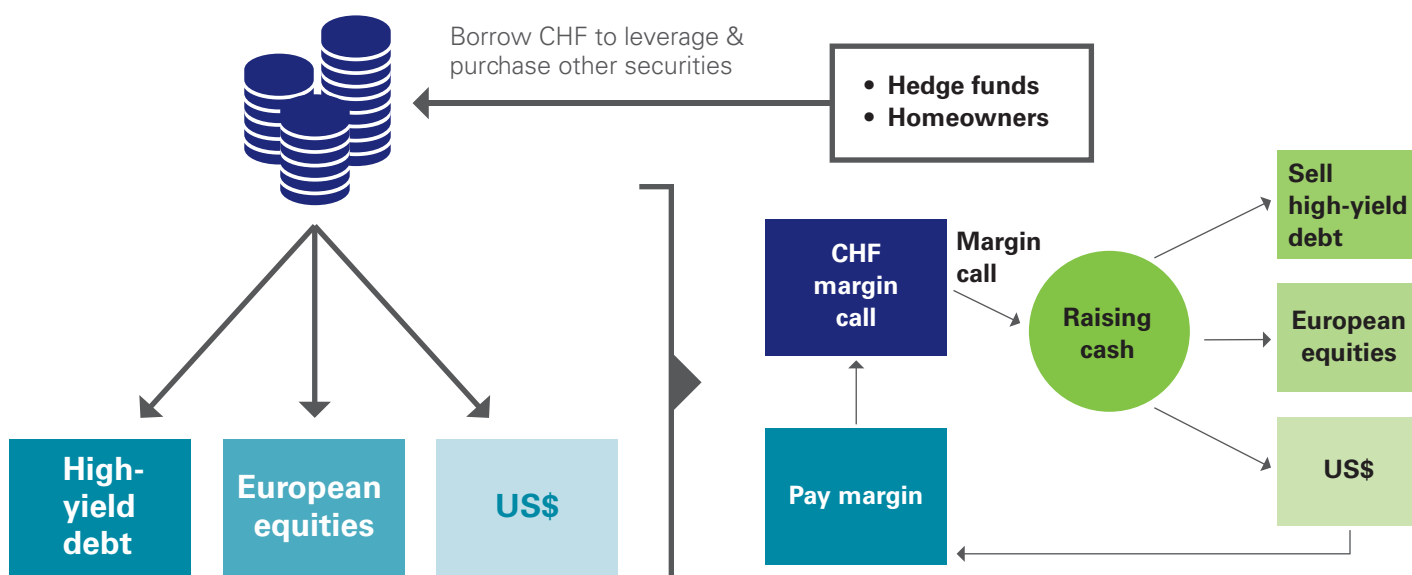 Borrow CHF to leverage &
purchase other securities
• Hedge funds
• Homeowners
High-
yield
debt
European
equities
US$
CHF
margin
call
Margin
call
Raising
cash
Sell
high-yield
debt
European
equities
US$
Pay margin